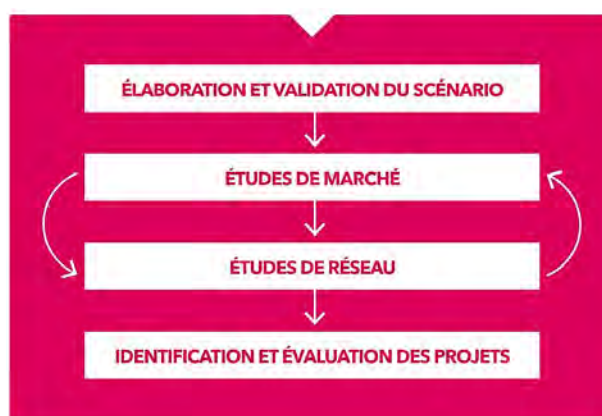 ÉLABORATION ET VALIDATION DU SCÉNARIO
ÉTUDES DE MARCHÉ
ÉTUDES DE RÉSEAU
IDENTIFICATION ET ÉVALUATION DES PROJETS